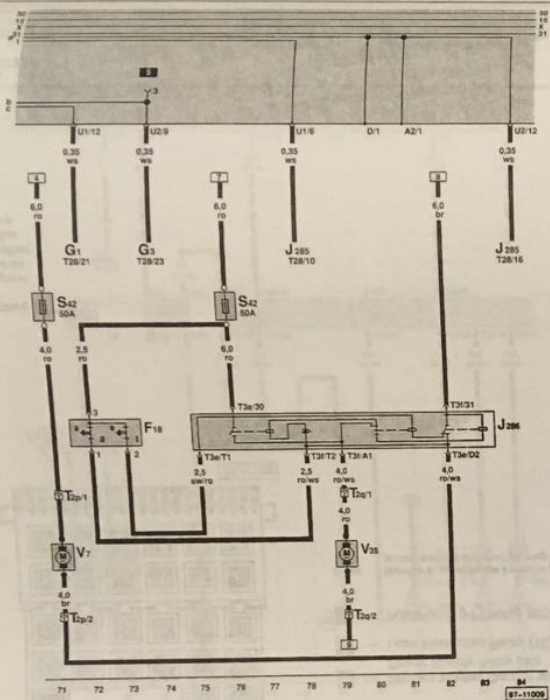 30
15
X
31
30
15
X
31
5
3
b
c
U1/12
U2/9
U1/6
D/1
A2/1
U2/12
0,35
ws
0,35
ws
0,35
ws
0,35
ws
4
7
8
6,0
ro
6,0
ro
6,0
br
G1
T28/21
G3
T28/23
J285
T28/10
J285
T28/16
S42
50A
S42
50A
4,0
ro
2,5
ro
6,0
ro
T3e/30
T3f/31
3
F18
J286
2
1
1
2
T3e/T1
T3f/T2
T3f/A1
T3e/D2
2,5
sw/ro
2,5
ro/ws
4,0
ro/ws
4,0
ro/ws
T2p/1
T2q/1
4,0
ro
V7
M
V35
M
4,0
br
4,0
br
T2p/2
T2q/2
71
72
73
74
75
76
77
78
79
80
81
82
83
84
97-11009